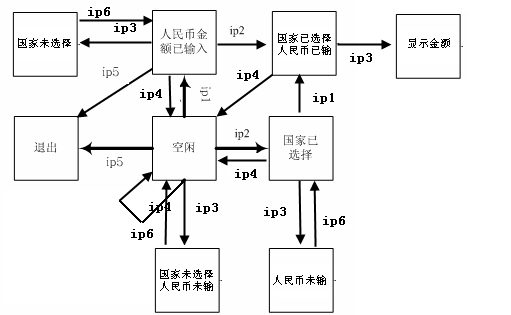 ip6
ip3
国家未选择
人民币金
额已输入
ip2
国家已选择
人民币已输
ip3
显示金额
ip5
ip4
ip1
ip4
ip1
退出
ip5
空闲
ip2
ip4
国家已
选择
ip4
ip6
ip3
ip3
ip6
国家未选择
人民币未输
人民币未输